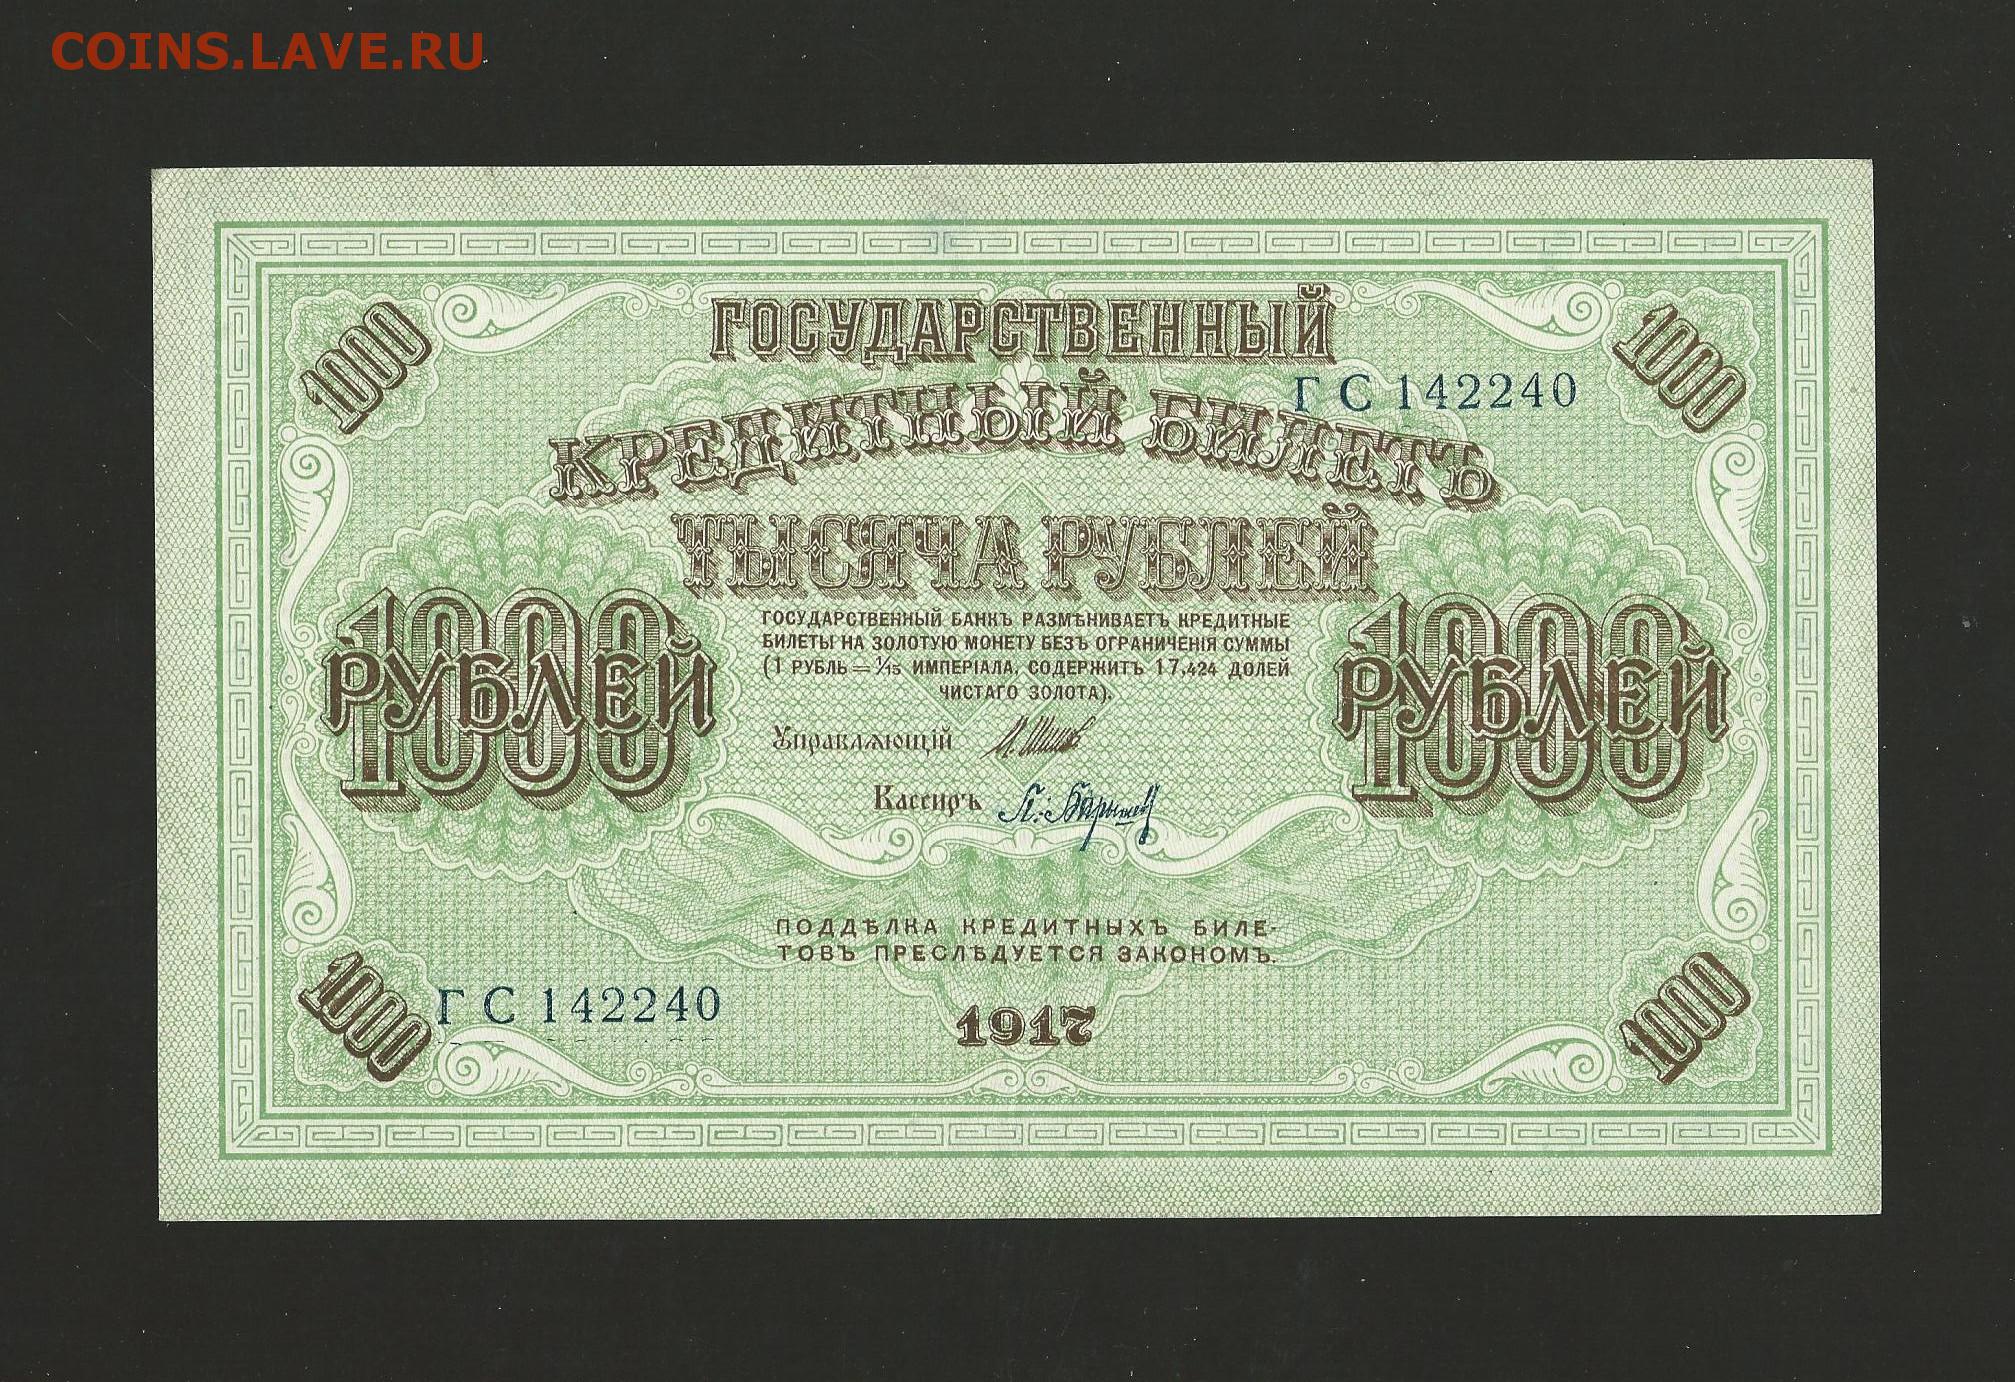 COINS.LAVE.RU
1000
ГОСУДАРСТВЕННЫЙ
1000
ГС 142240
КРЕДИТНЫЙ БИЛЕТЪ
ТЫСЯЧА РУБЛЕЙ
1000
РУБЛЕЙ
1000
РУБЛЕЙ
ГОСУДАРСТВЕННЫЙ БАНКЪ РАЗМѢНИВАЕТЪ КРЕДИТНЫЕ
БИЛЕТЫ НА ЗОЛОТУЮ МОНЕТУ БЕЗЪ ОГРАНИЧЕНІЯ СУММЫ
(1 РУБЛЬ = 1/15 ИМПЕРІАЛА, СОДЕРЖИТЪ 17,424 ДОЛЕЙ
ЧИСТАГО ЗОЛОТА).
Управляющій И. Шипов
Кассиръ П. Барышев
ПОДДѢЛКА КРЕДИТНЫХЪ БИЛЕ-
ТОВЪ ПРЕСЛѢДУЕТСЯ ЗАКОНОМЪ.
1000
ГС 142240
1917
1000